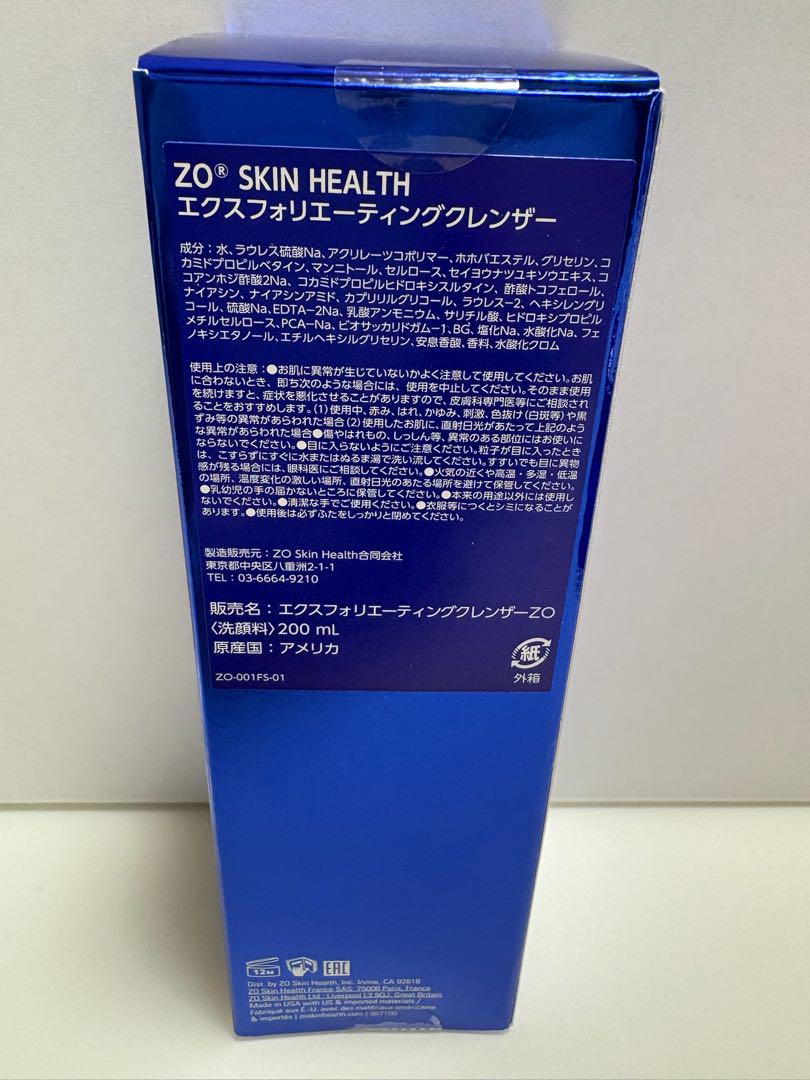 ZO® SKIN HEALTH
エクスフォリエーティングクレンザー
成分：水、ラウレス硫酸Na、アクリレーツコポリマー、ホホバエステル、グリセリン、コ
カミドプロピルベタイン、マンニトール、セルロース、セイヨウナツユキソウエキス、コ
コアンホジ酢酸2Na、コカミドプロピルヒドロキシスルタイン、酢酸トコフェロール、
ナイアシン、ナイアシンアミド、カプリリルグリコール、ラウレス-2、ヘキシレングリ
コール、硫酸Na、EDTA-2Na、乳酸アンモニウム、サリチル酸、ヒドロキシプロピル
メチルセルロース、PCA-Na、ビオサッカリドガム-1、BG、塩化Na、水酸化Na、フェ
ノキシエタノール、エチルヘキシルグリセリン、安息香酸、香料、水酸化クロム
使用上の注意：●お肌に異常が生じていないかよく注意して使用してください。お肌
に合わないとき、即ち次のような場合には、使用を中止してください。そのまま使用
を続けますと、症状を悪化させることがありますので、皮膚科専門医等にご相談され
ることをおすすめします。(1)使用中、赤み、はれ、かゆみ、刺激、色抜け(白斑等)や黒
ずみ等の異常があらわれた場合(2)使用したお肌に、直射日光があたって上記のよう
な異常があらわれた場合●傷やはれもの、しっしん等、異常のある部位にはお使いに
ならないでください。●目に入らないようにご注意ください。粒子が目に入ったとき
は、こすらずにすぐに水またはぬるま湯で洗い流してください。すすいでも目に異物
感が残る場合には、眼科医にご相談してください。●火気の近くや高温・多湿・低温
の場所、温度変化の激しい場所、直射日光のあたる場所を避けて保管してください。
●乳幼児の手の届かないところに保管してください。●本来の用途以外には使用し
ないでください。●清潔な手でご使用ください。●衣服等につくとシミになることが
あります。●使用後は必ずふたをしっかりと閉めてください。
製造販売元：ZO Skin Health合同会社
東京都中央区八重洲2-1-1
TEL：03-6664-9210
販売名：エクスフォリエーティングクレンザーZO
〈洗顔料〉200 mL
原産国：アメリカ
紙
外箱
ZO-001FS-01
12M
EAC
Dist. by ZO Skin Health, Inc. Irvine, CA 92618
ZO Skin Health France SAS: 75008 Paris, France
ZO Skin Health Ltd.: Liverpool L3 9QJ, Great Britain
Made in USA with US & imported materials /
Fabriqué aux É.-U. avec des matériaux américains
& importés | zoskinhealth.com |